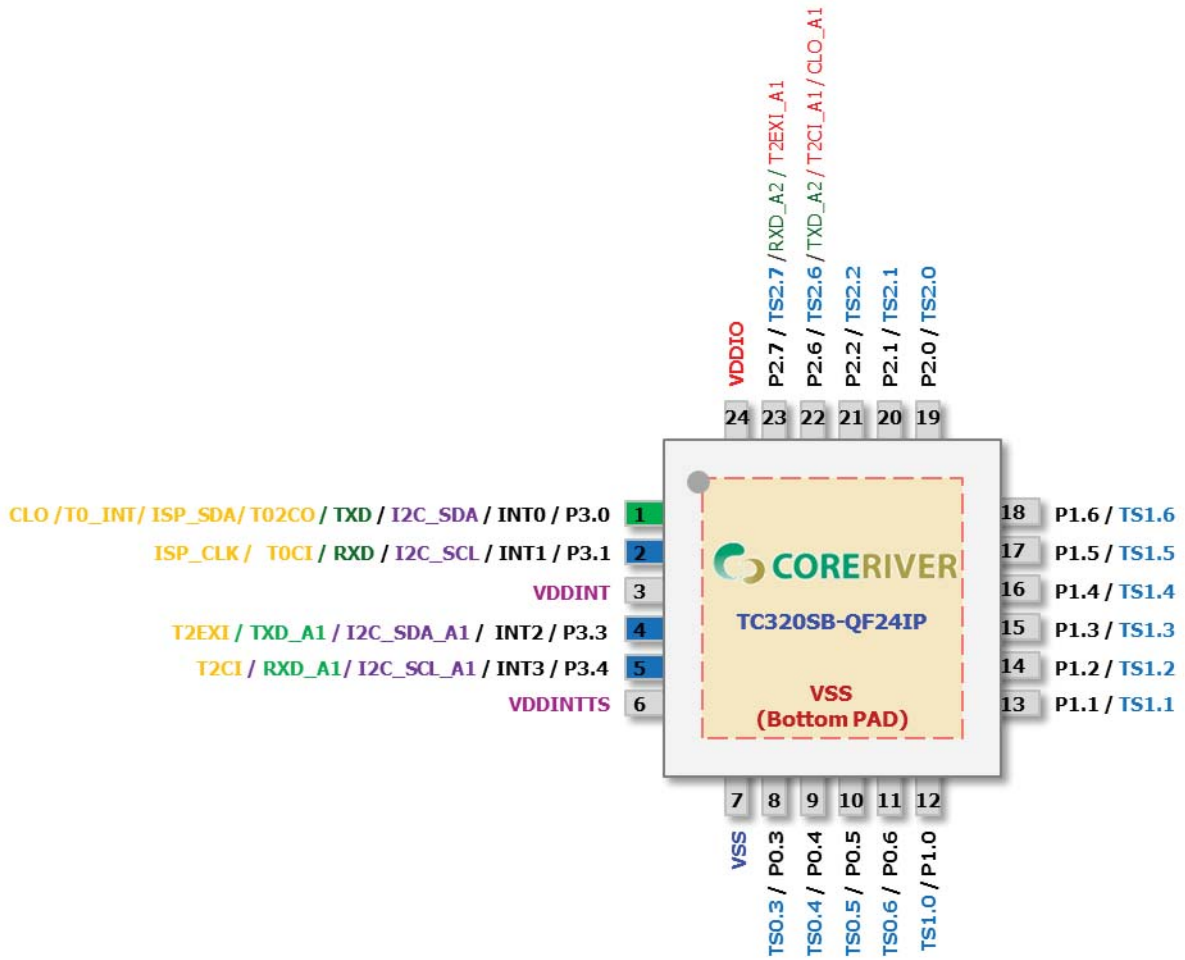 P2.7 / TS2.7 /RXD_A2 / T2EXI_A1
P2.6 / TS2.6 /TXD_A2 / T2CI_A1 / CLO_A1
VDDIO
P2.2 / TS2.2
P2.1 / TS2.1
P2.0 / TS2.0
24 23 22 21 20 19
CLO /T0_INT/ ISP_SDA/ T02CO / TXD / I2C_SDA / INT0 / P3.0 1
ISP_CLK / T0CI / RXD / I2C_SCL / INT1 / P3.1 2
VDDINT 3
T2EXI / TXD_A1 / I2C_SDA_A1 / INT2 / P3.3 4
T2CI / RXD_A1/ I2C_SCL_A1 / INT3 / P3.4 5
VDDINTTS 6
CORERIVER
TC320SB-QF24IP
VSS
(Bottom PAD)
18 P1.6 / TS1.6
17 P1.5 / TS1.5
16 P1.4 / TS1.4
15 P1.3 / TS1.3
14 P1.2 / TS1.2
13 P1.1 / TS1.1
7 8 9 10 11 12
VSS
TS0.3 / P0.3
TS0.4 / P0.4
TS0.5 / P0.5
TS0.6 / P0.6
TS1.0 / P1.0